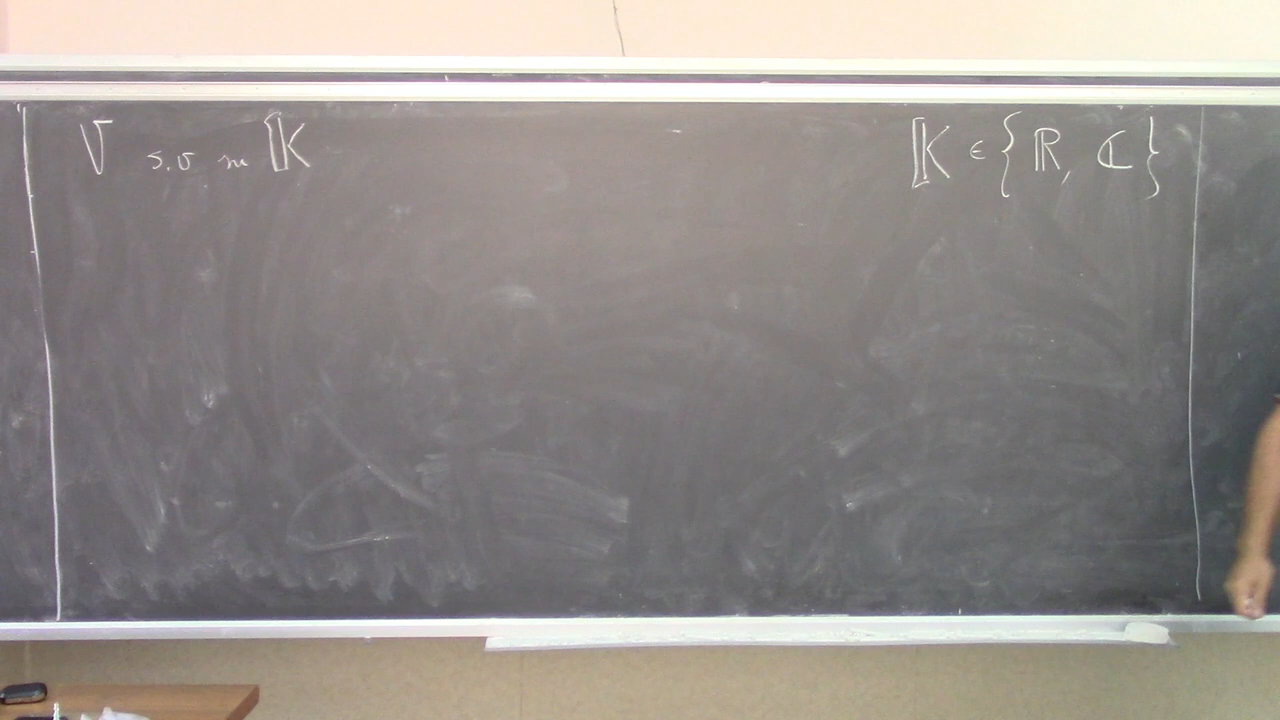 V s.v su 𝕂 𝕂 ∈ {ℝ, ℂ}